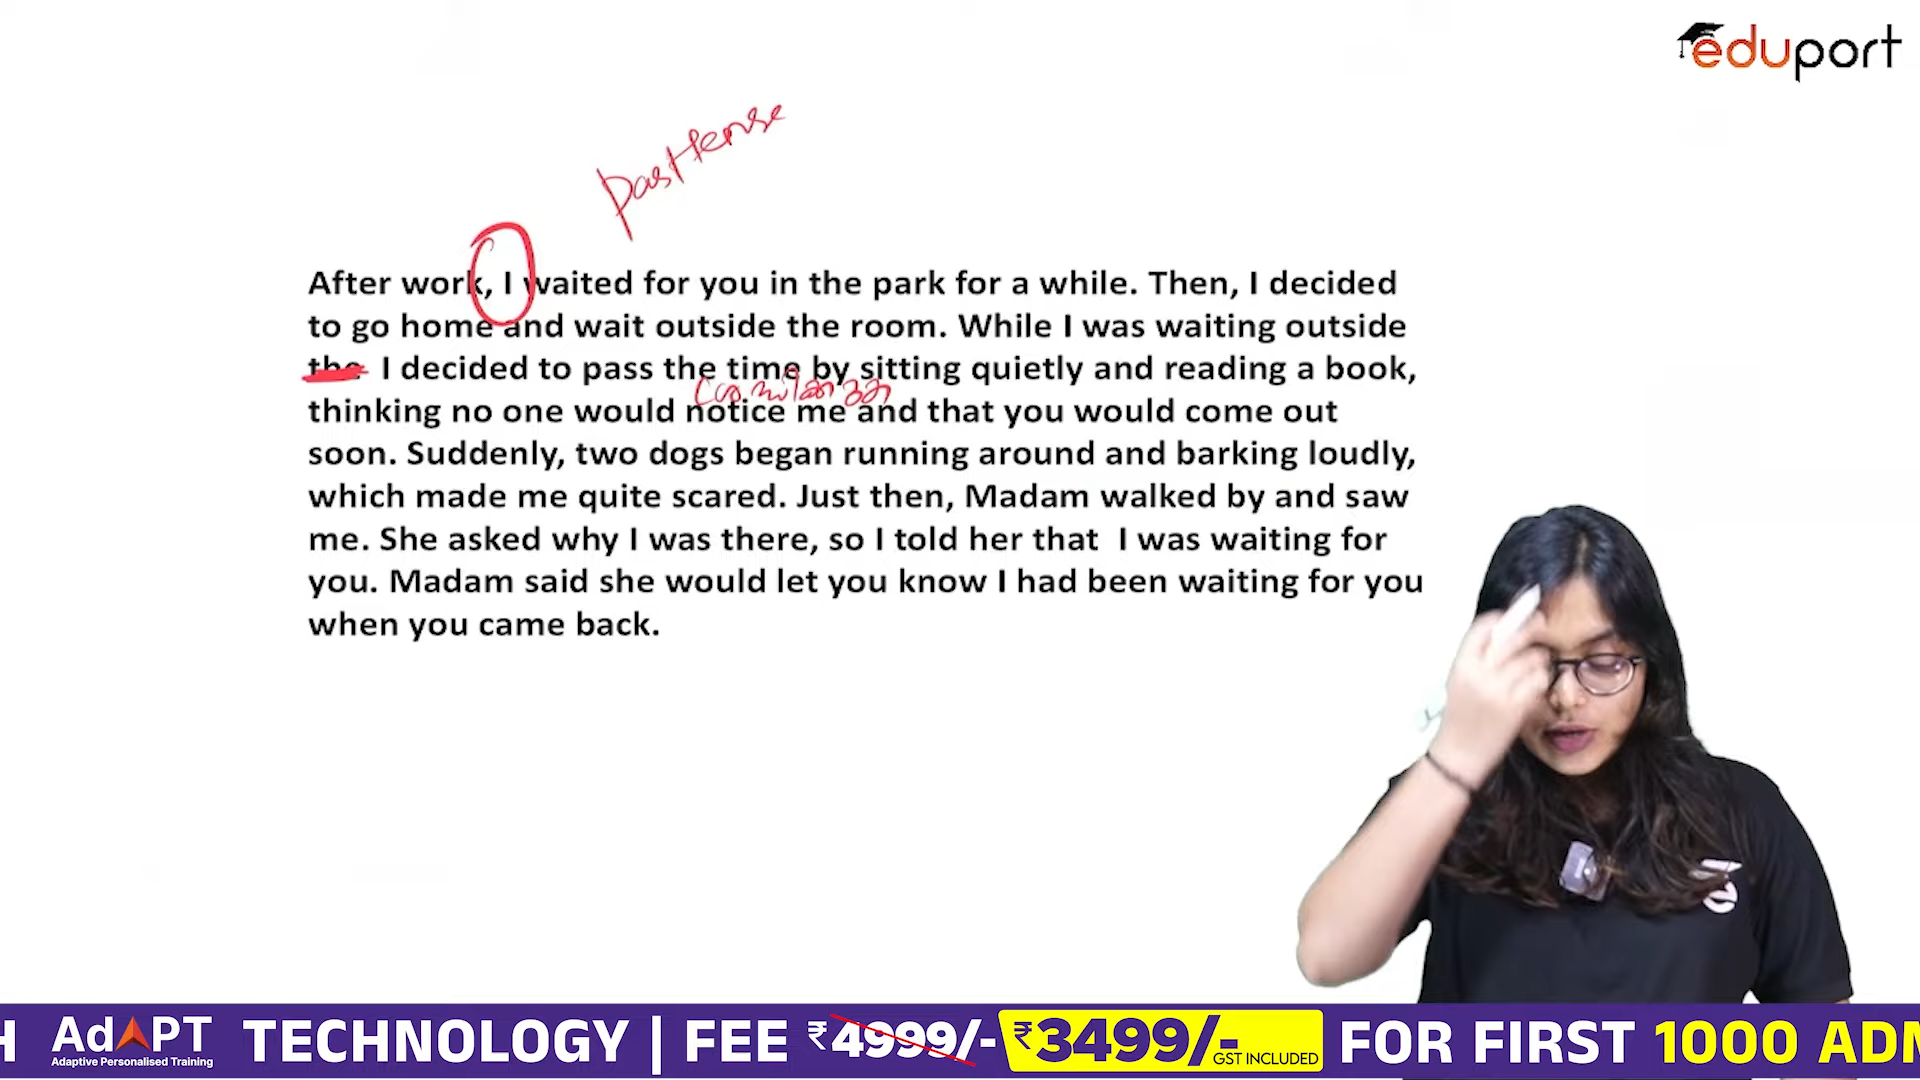 eduport
past tense
After work, I waited for you in the park for a while. Then, I decided
to go home and wait outside the room. While I was waiting outside
the I decided to pass the time by sitting quietly and reading a book,
thinking no one would notice me and that you would come out
soon. Suddenly, two dogs began running around and barking loudly,
which made me quite scared. Just then, Madam walked by and saw
me. She asked why I was there, so I told her that I was waiting for
you. Madam said she would let you know I had been waiting for you
when you came back.
H AdAPT TECHNOLOGY | FEE ₹4999/- ₹3499/- GST INCLUDED FOR FIRST 1000 ADM
Adaptive Personalised Training